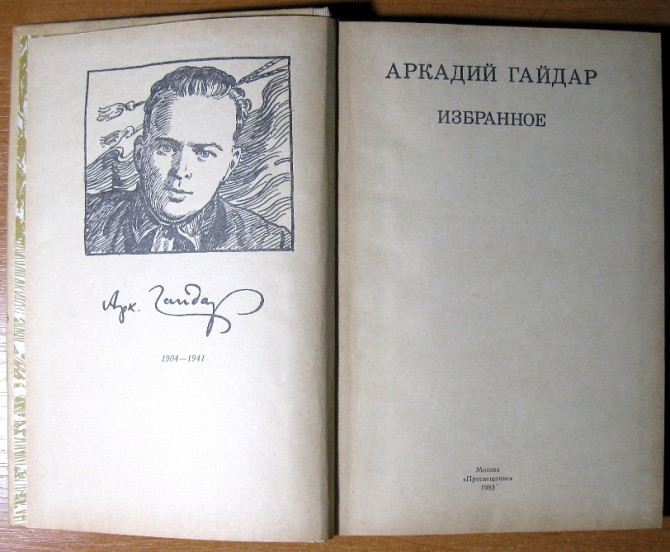 Арк. Гайдар
1904—1941
АРКАДИЙ ГАЙДАР
ИЗБРАННОЕ
Москва
«Просвещение»
1983